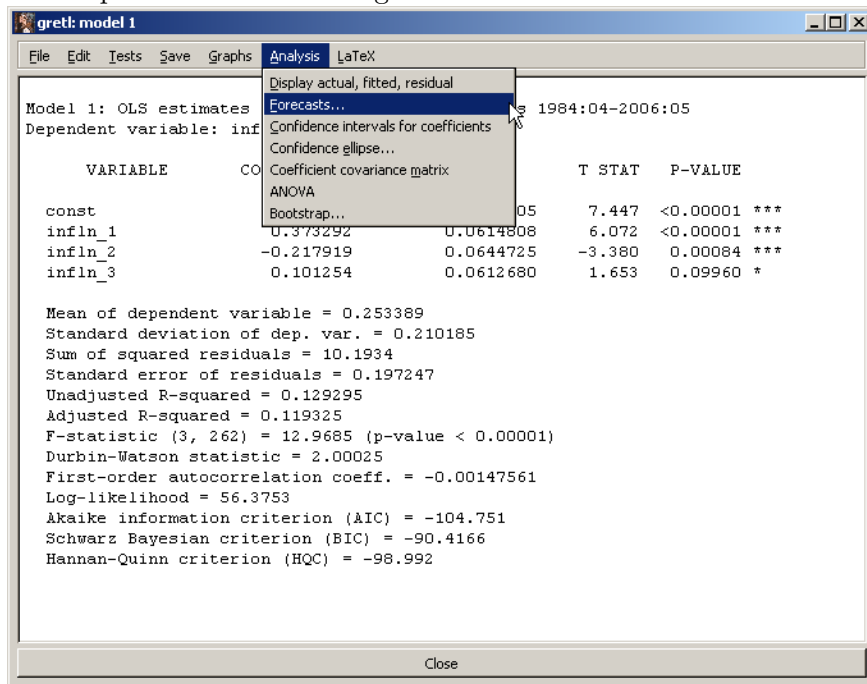 gretl: model 1
File Edit Tests Save Graphs Analysis LaTeX
Display actual, fitted, residual
Forecasts...
Confidence intervals for coefficients
Confidence ellipse...
Coefficient covariance matrix
ANOVA
Bootstrap...
Model 1: OLS estimates 1984:04-2006:05
Dependent variable: inf
VARIABLE CO T STAT P-VALUE
const 05 7.447 <0.00001 ***
infln_1 0.373292 0.0614808 6.072 <0.00001 ***
infln_2 -0.217919 0.0644725 -3.380 0.00084 ***
infln_3 0.101254 0.0612680 1.653 0.09960 *
Mean of dependent variable = 0.253389
Standard deviation of dep. var. = 0.210185
Sum of squared residuals = 10.1934
Standard error of residuals = 0.197247
Unadjusted R-squared = 0.129295
Adjusted R-squared = 0.119325
F-statistic (3, 262) = 12.9685 (p-value < 0.00001)
Durbin-Watson statistic = 2.00025
First-order autocorrelation coeff. = -0.00147561
Log-likelihood = 56.3753
Akaike information criterion (AIC) = -104.751
Schwarz Bayesian criterion (BIC) = -90.4166
Hannan-Quinn criterion (HQC) = -98.992
Close